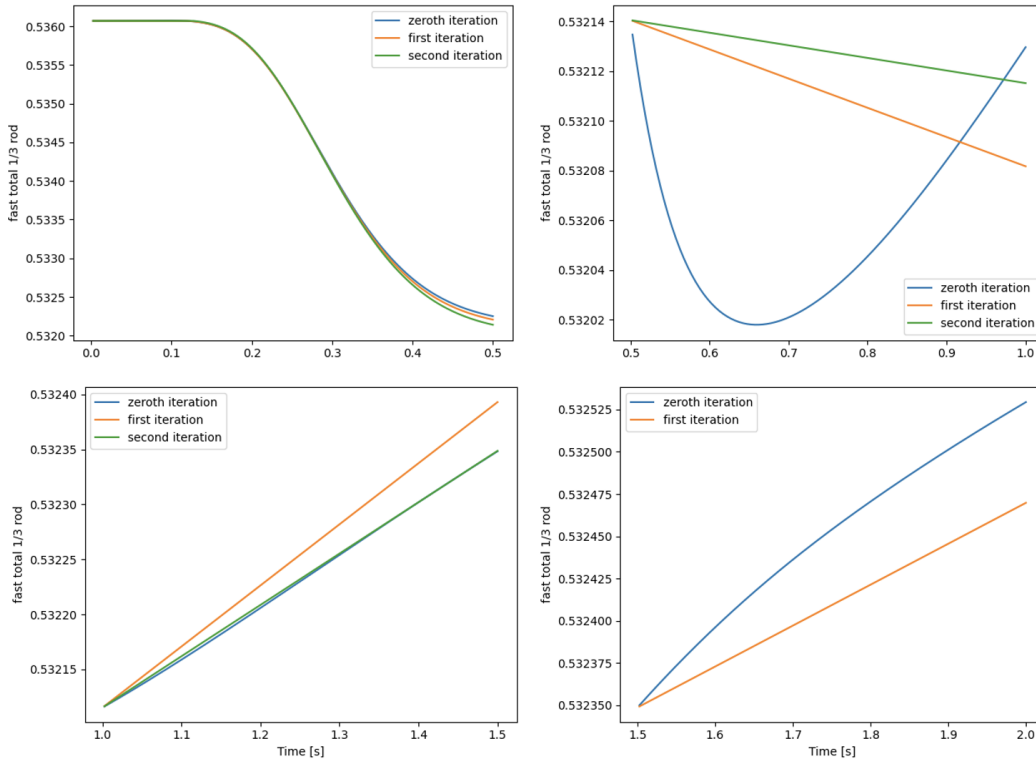 fast total 1/3 rod
0.5360
0.5355
0.5350
0.5345
0.5340
0.5335
0.5330
0.5325
0.5320
zeroth iteration
first iteration
second iteration
0.0 0.1 0.2 0.3 0.4 0.5
fast total 1/3 rod
0.53214
0.53212
0.53210
0.53208
0.53206
0.53204
0.53202
zeroth iteration
first iteration
second iteration
0.5 0.6 0.7 0.8 0.9 1.0
fast total 1/3 rod
0.53240
0.53235
0.53230
0.53225
0.53220
0.53215
zeroth iteration
first iteration
second iteration
1.0 1.1 1.2 1.3 1.4 1.5
Time [s]
fast total 1/3 rod
0.532525
0.532500
0.532475
0.532450
0.532425
0.532400
0.532375
0.532350
zeroth iteration
first iteration
1.5 1.6 1.7 1.8 1.9 2.0
Time [s]